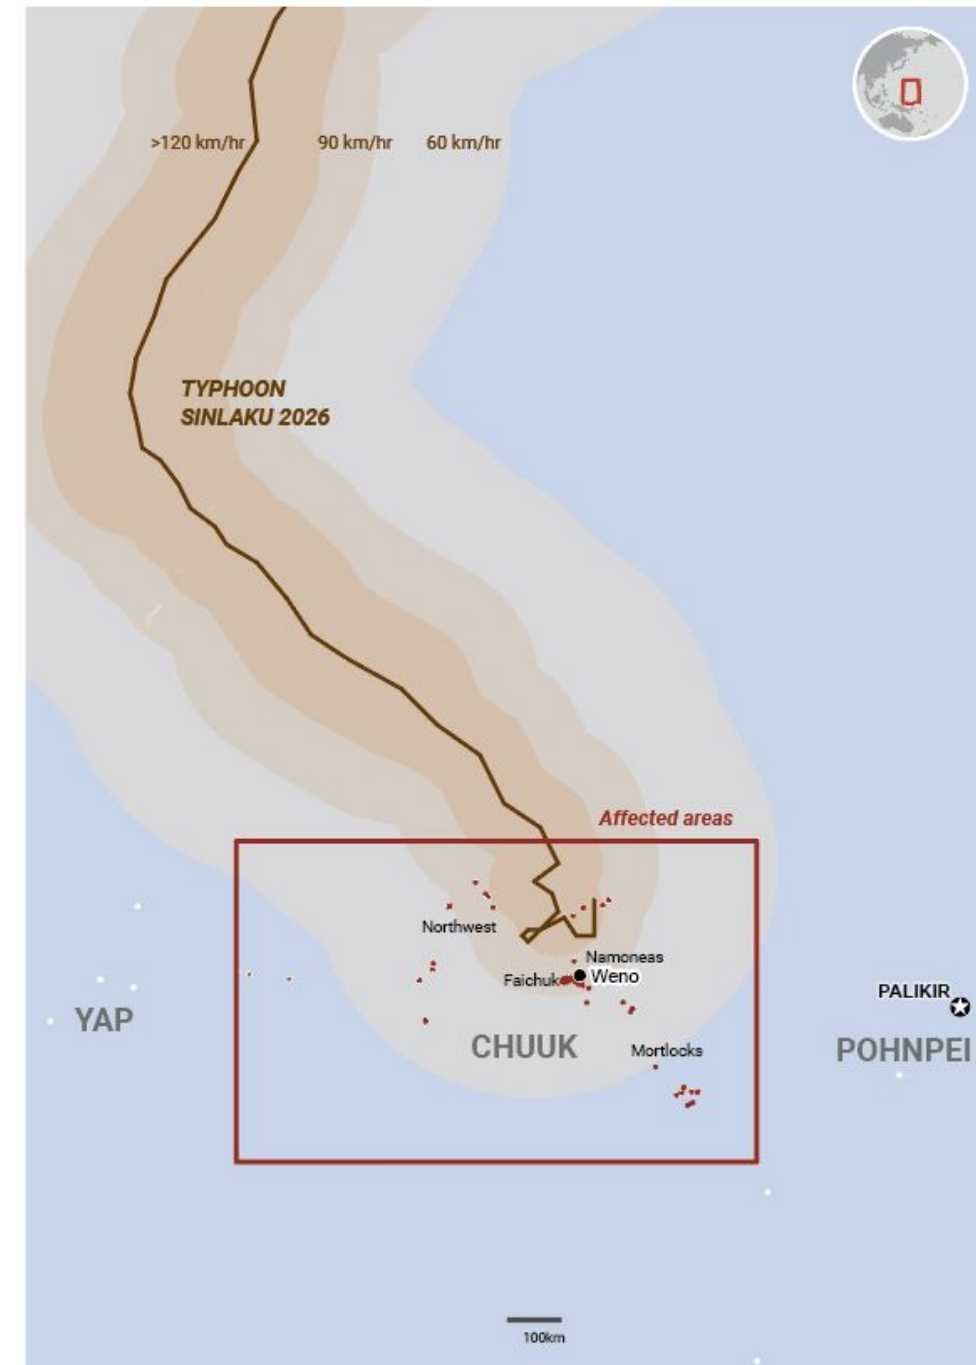 >120 km/hr
90 km/hr
60 km/hr
TYPHOON
SINLAKU 2026
Affected areas
Northwest
Namoneas
Faichuk
Weno
PALIKIR
YAP
CHUUK
Mortlocks
POHNPEI
100km